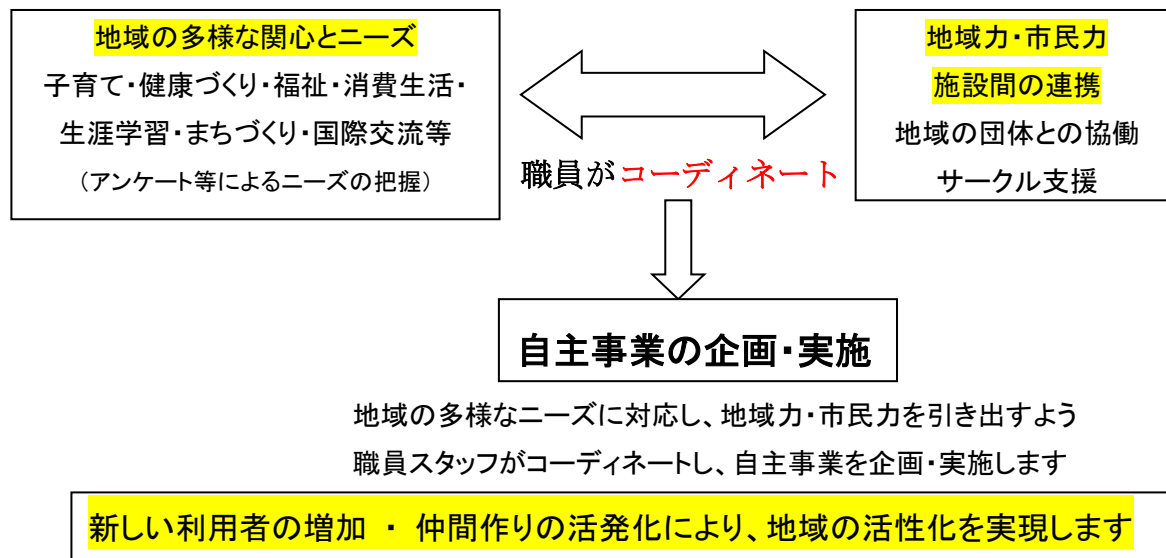 地域の多様な関心とニーズ
子育て・健康づくり・福祉・消費生活・
生涯学習・まちづくり・国際交流等
（アンケート等によるニーズの把握）
職員がコーディネート
地域力・市民力
施設間の連携
地域の団体との協働
サークル支援
自主事業の企画・実施
地域の多様なニーズに対応し、地域力・市民力を引き出すよう
職員スタッフがコーディネートし、自主事業を企画・実施します
新しい利用者の増加 ・ 仲間作りの活発化により、地域の活性化を実現します